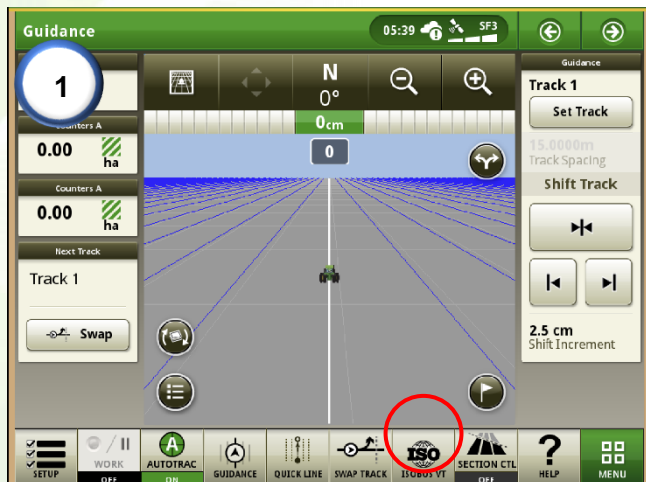 Guidance
05:39
SF3
1
Counters A
0.00
ha
Counters A
0.00
ha
Next Track
Track 1
Swap
N
0°
0cm
0
Guidance
Track 1
Set Track
15.0000m
Track Spacing
Shift Track
2.5 cm
Shift Increment
SETUP
WORK
OFF
A
AUTOTRAC
ON
GUIDANCE
QUICK LINE
SWAP TRACK
ISO
ISOBUS VT
SECTION CTL
OFF
?
HELP
MENU